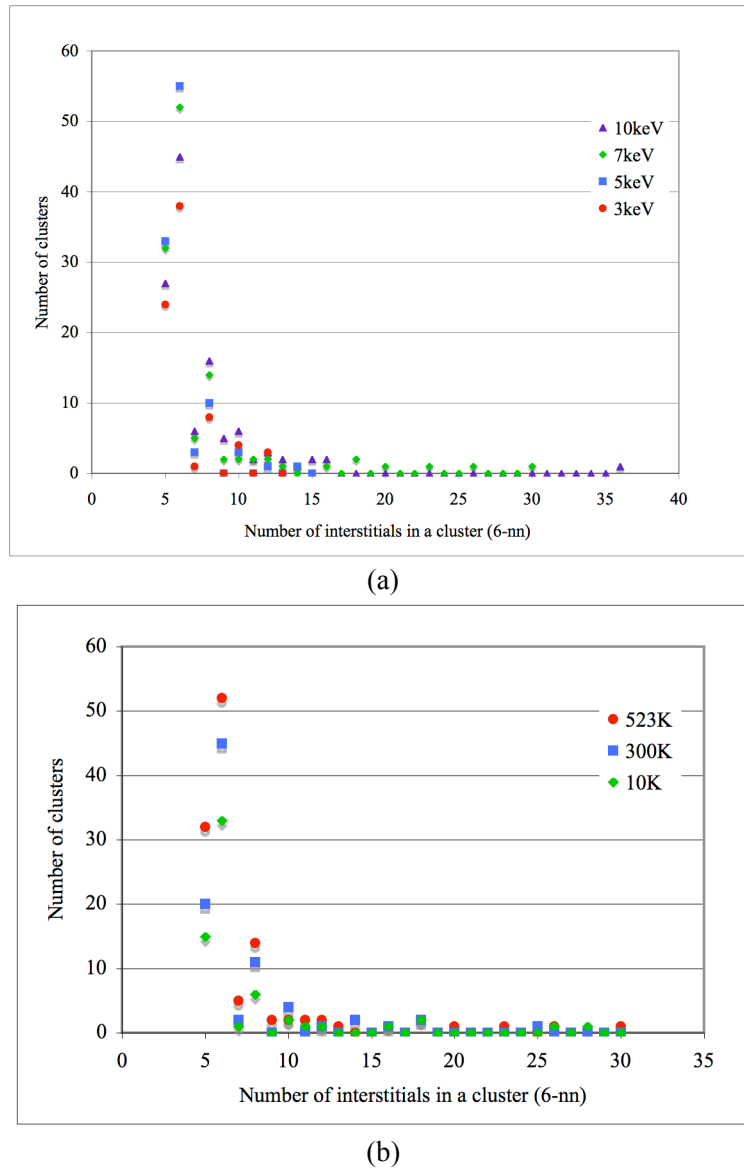 60
50
40
30
20
10
0
Number of clusters
10keV
7keV
5keV
3keV
0 5 10 15 20 25 30 35 40
Number of interstitials in a cluster (6-nn)
(a)
60
50
40
30
20
10
0
Number of clusters
523K
300K
10K
0 5 10 15 20 25 30 35
Number of interstitials in a cluster (6-nn)
(b)